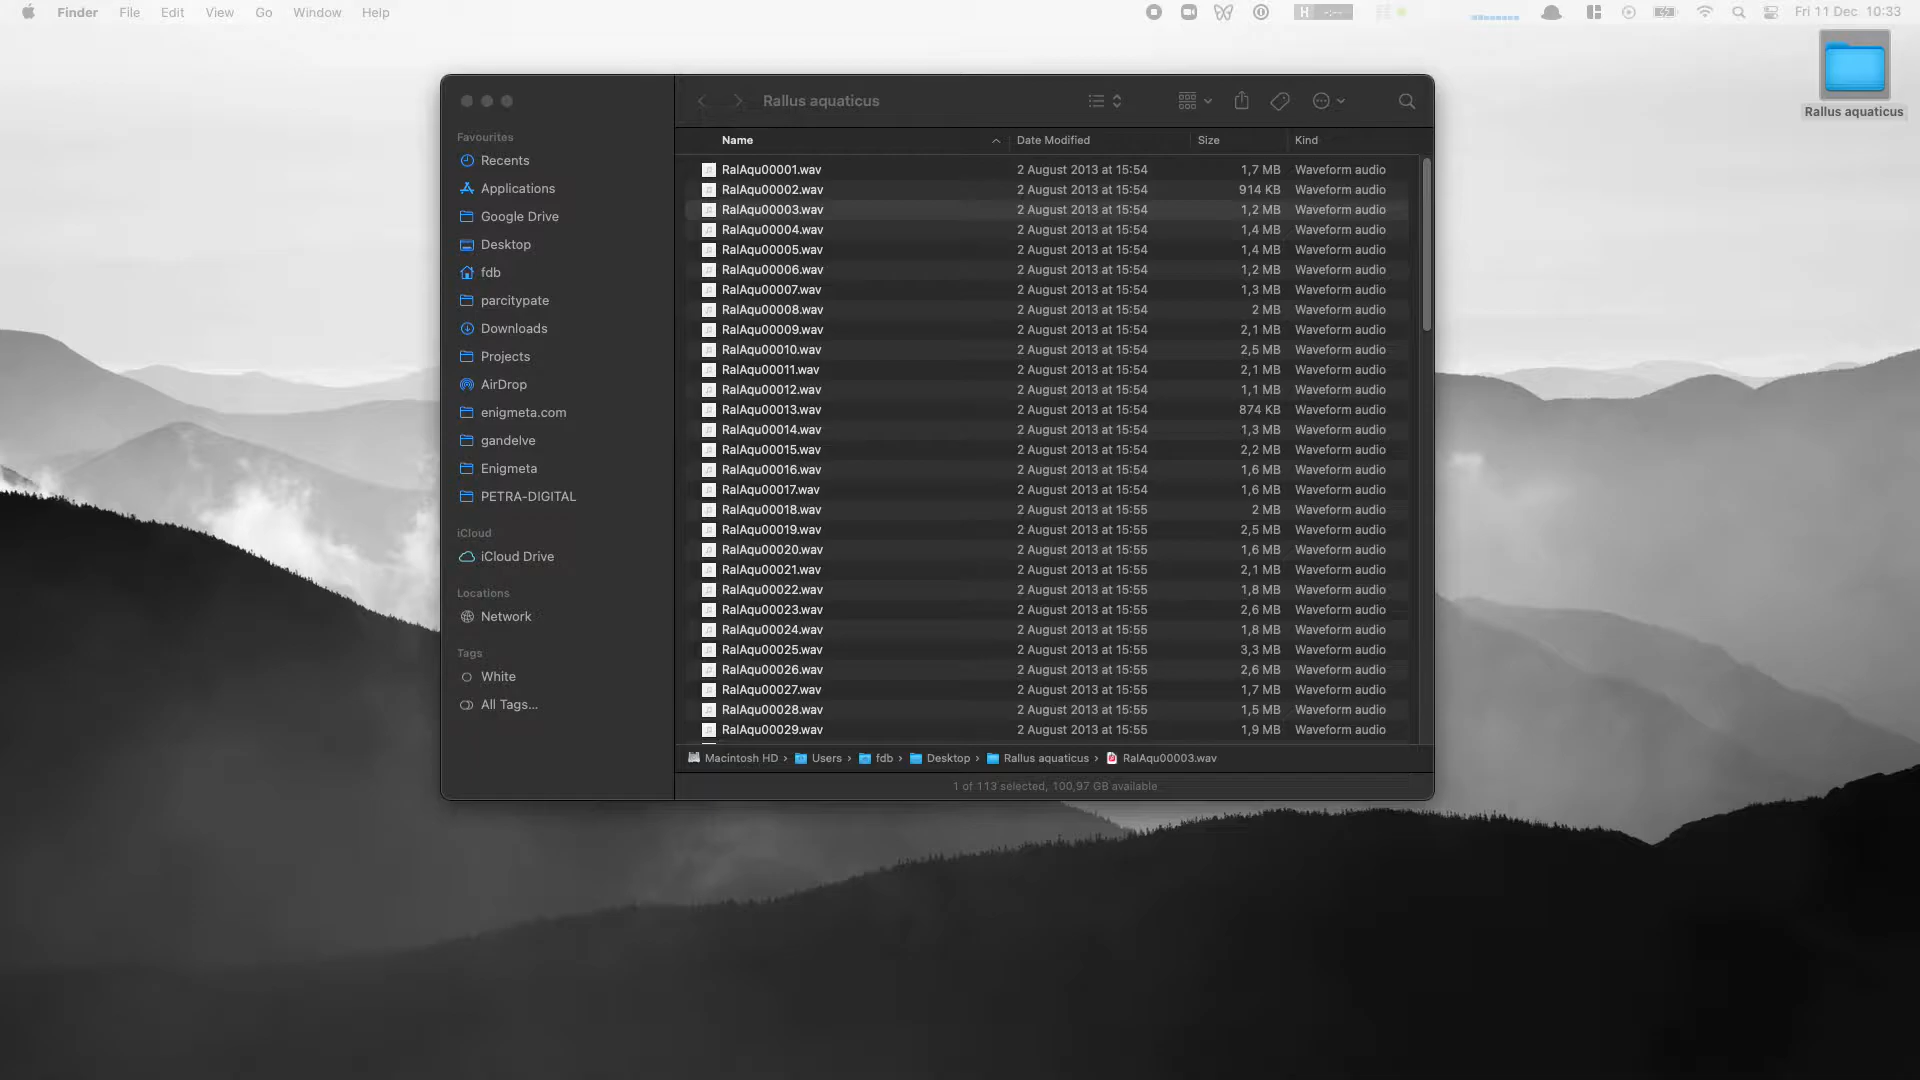 Finder File Edit View Go Window Help
H -:-- Fri 11 Dec 10:33
Rallus aquaticus
Rallus aquaticus
Favourites
Recents
Applications
Google Drive
Desktop
fdb
parcitypate
Downloads
Projects
AirDrop
enigmeta.com
gandelve
Enigmeta
PETRA-DIGITAL
iCloud
iCloud Drive
Locations
Network
Tags
White
All Tags...
Name Date Modified Size Kind
RalAqu00001.wav 2 August 2013 at 15:54 1,7 MB Waveform audio
RalAqu00002.wav 2 August 2013 at 15:54 914 KB Waveform audio
RalAqu00003.wav 2 August 2013 at 15:54 1,2 MB Waveform audio
RalAqu00004.wav 2 August 2013 at 15:54 1,4 MB Waveform audio
RalAqu00005.wav 2 August 2013 at 15:54 1,4 MB Waveform audio
RalAqu00006.wav 2 August 2013 at 15:54 1,2 MB Waveform audio
RalAqu00007.wav 2 August 2013 at 15:54 1,3 MB Waveform audio
RalAqu00008.wav 2 August 2013 at 15:54 2 MB Waveform audio
RalAqu00009.wav 2 August 2013 at 15:54 2,1 MB Waveform audio
RalAqu00010.wav 2 August 2013 at 15:54 2,5 MB Waveform audio
RalAqu00011.wav 2 August 2013 at 15:54 2,1 MB Waveform audio
RalAqu00012.wav 2 August 2013 at 15:54 1,1 MB Waveform audio
RalAqu00013.wav 2 August 2013 at 15:54 874 KB Waveform audio
RalAqu00014.wav 2 August 2013 at 15:54 1,3 MB Waveform audio
RalAqu00015.wav 2 August 2013 at 15:54 2,2 MB Waveform audio
RalAqu00016.wav 2 August 2013 at 15:54 1,6 MB Waveform audio
RalAqu00017.wav 2 August 2013 at 15:54 1,6 MB Waveform audio
RalAqu00018.wav 2 August 2013 at 15:55 2 MB Waveform audio
RalAqu00019.wav 2 August 2013 at 15:55 2,5 MB Waveform audio
RalAqu00020.wav 2 August 2013 at 15:55 1,6 MB Waveform audio
RalAqu00021.wav 2 August 2013 at 15:55 2,1 MB Waveform audio
RalAqu00022.wav 2 August 2013 at 15:55 1,8 MB Waveform audio
RalAqu00023.wav 2 August 2013 at 15:55 2,6 MB Waveform audio
RalAqu00024.wav 2 August 2013 at 15:55 1,8 MB Waveform audio
RalAqu00025.wav 2 August 2013 at 15:55 3,3 MB Waveform audio
RalAqu00026.wav 2 August 2013 at 15:55 2,6 MB Waveform audio
RalAqu00027.wav 2 August 2013 at 15:55 1,7 MB Waveform audio
RalAqu00028.wav 2 August 2013 at 15:55 1,5 MB Waveform audio
RalAqu00029.wav 2 August 2013 at 15:55 1,9 MB Waveform audio
Macintosh HD › Users › fdb › Desktop › Rallus aquaticus › RalAqu00003.wav
1 of 113 selected, 100,97 GB available